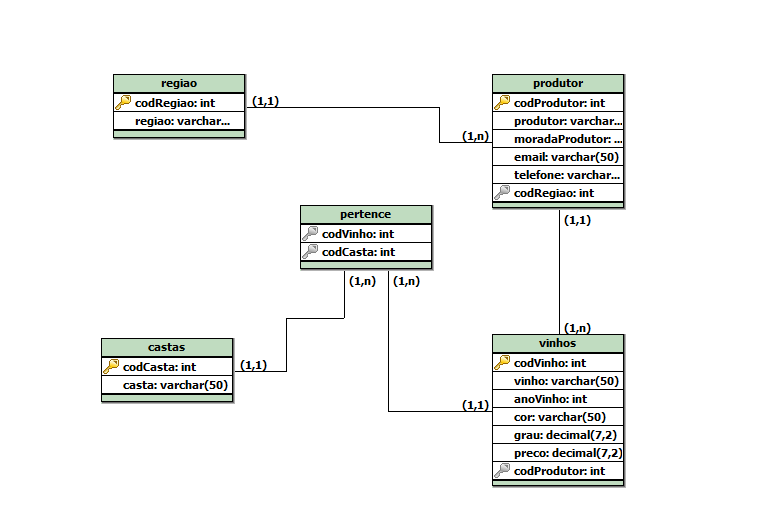 regiao
codRegiao: int
regiao: varchar...
(1,1)
(1,n)
produtor
codProdutor: int
produtor: varchar...
moradaProdutor: ...
email: varchar(50)
telefone: varchar...
codRegiao: int
(1,1)
(1,n)
pertence
codVinho: int
codCasta: int
(1,n)
(1,n)
castas
codCasta: int
casta: varchar(50)
(1,1)
(1,1)
vinhos
codVinho: int
vinho: varchar(50)
anoVinho: int
cor: varchar(50)
grau: decimal(7,2)
preco: decimal(7,2)
codProdutor: int